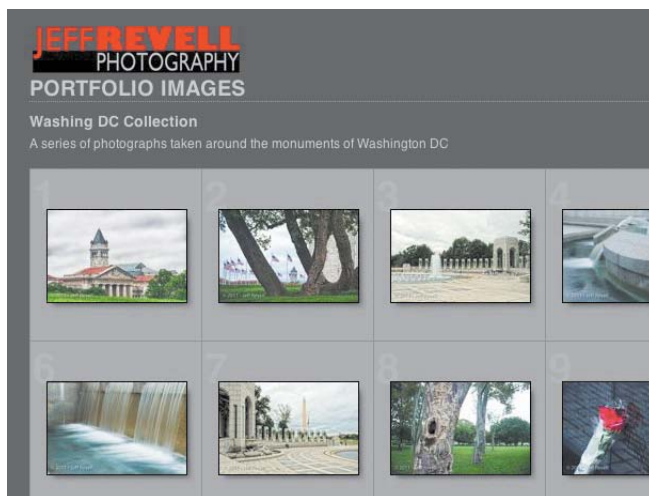 JEFFREVELL
PHOTOGRAPHY
PORTFOLIO IMAGES
Washing DC Collection
A series of photographs taken around the monuments of Washington DC
1
2
3
4
6
7
8
9